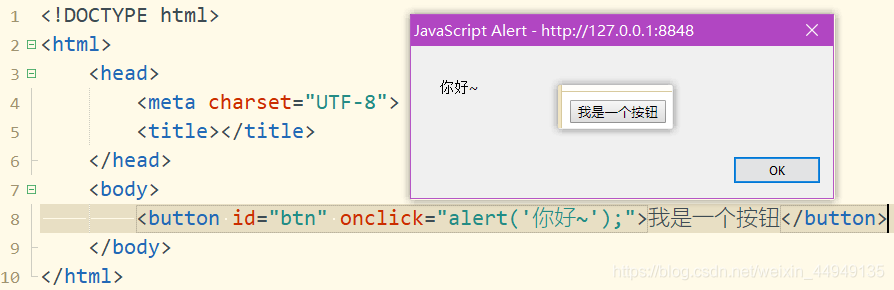 1 <!DOCTYPE html>
2 <html>
3 <head>
4 <meta charset="UTF-8">
5 <title></title>
6 </head>
7 <body>
8 <button id="btn" onclick="alert('你好~');">我是一个按钮</button>
9 </body>
10 </html>
JavaScript Alert - http://127.0.0.1:8848
你好~
我是一个按钮
OK
https://blog.csdn.net/weixin_44949135